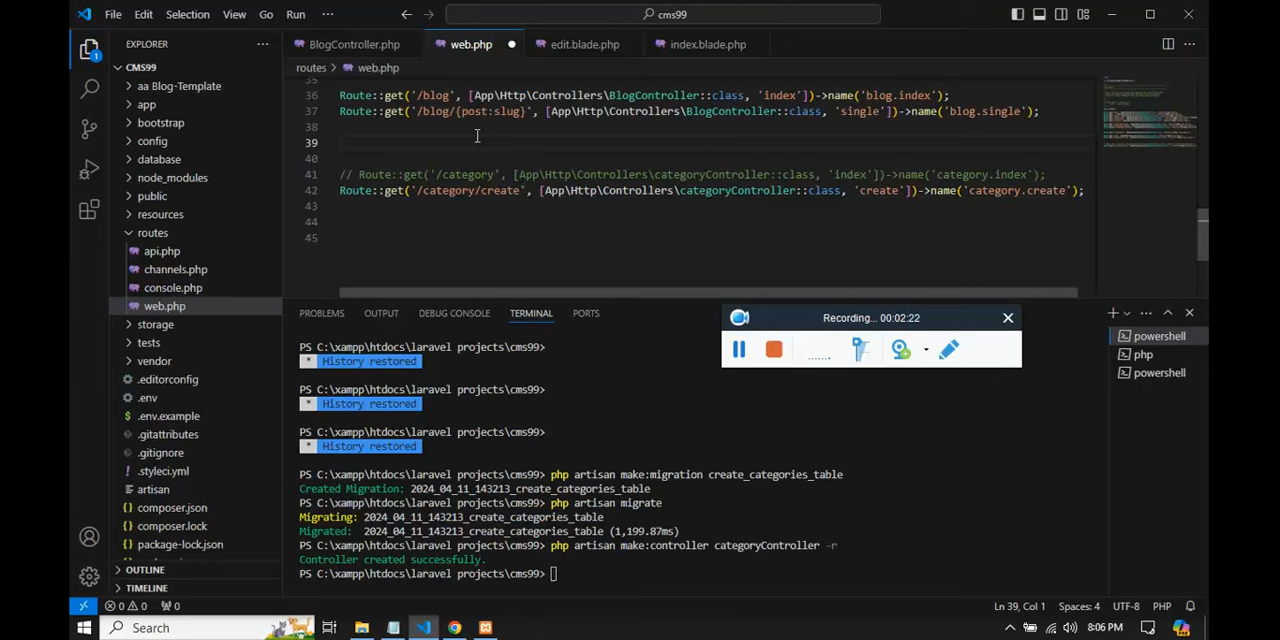 File Edit Selection View Go Run ··· cms99
EXPLORER ···
BlogController.php web.php edit.blade.php index.blade.php
routes > web.php
CMS99
aa Blog-Template
app
bootstrap
config
database
node_modules
public
resources
routes
api.php
channels.php
console.php
web.php
storage
tests
vendor
.editorconfig
.env
.env.example
.gitattributes
.gitignore
.styleci.yml
artisan
composer.json
composer.lock
package-lock.json
OUTLINE
TIMELINE
35
36 Route::get('/blog', [App\Http\Controllers\BlogController::class, 'index'])->name('blog.index');
37 Route::get('/blog/{post:slug}', [App\Http\Controllers\BlogController::class, 'single'])->name('blog.single');
38
39
40
41 // Route::get('/category', [App\Http\Controllers\categoryController::class, 'index'])->name('category.index');
42 Route::get('/category/create', [App\Http\Controllers\categoryController::class, 'create'])->name('category.create');
43
44
45
PROBLEMS OUTPUT DEBUG CONSOLE TERMINAL PORTS
Recording... 00:02:22
powershell
php
powershell
PS C:\xampp\htdocs\laravel projects\cms99>
* History restored
PS C:\xampp\htdocs\laravel projects\cms99>
* History restored
PS C:\xampp\htdocs\laravel projects\cms99>
* History restored
PS C:\xampp\htdocs\laravel projects\cms99> php artisan make:migration create_categories_table
Created Migration: 2024_04_11_143213_create_categories_table
PS C:\xampp\htdocs\laravel projects\cms99> php artisan migrate
Migrating: 2024_04_11_143213_create_categories_table
Migrated: 2024_04_11_143213_create_categories_table (1,199.87ms)
PS C:\xampp\htdocs\laravel projects\cms99> php artisan make:controller categoryController -r
Controller created successfully.
PS C:\xampp\htdocs\laravel projects\cms99>
0 0 0 Ln 39, Col 1 Spaces: 4 UTF-8 PHP
Search 8:06 PM